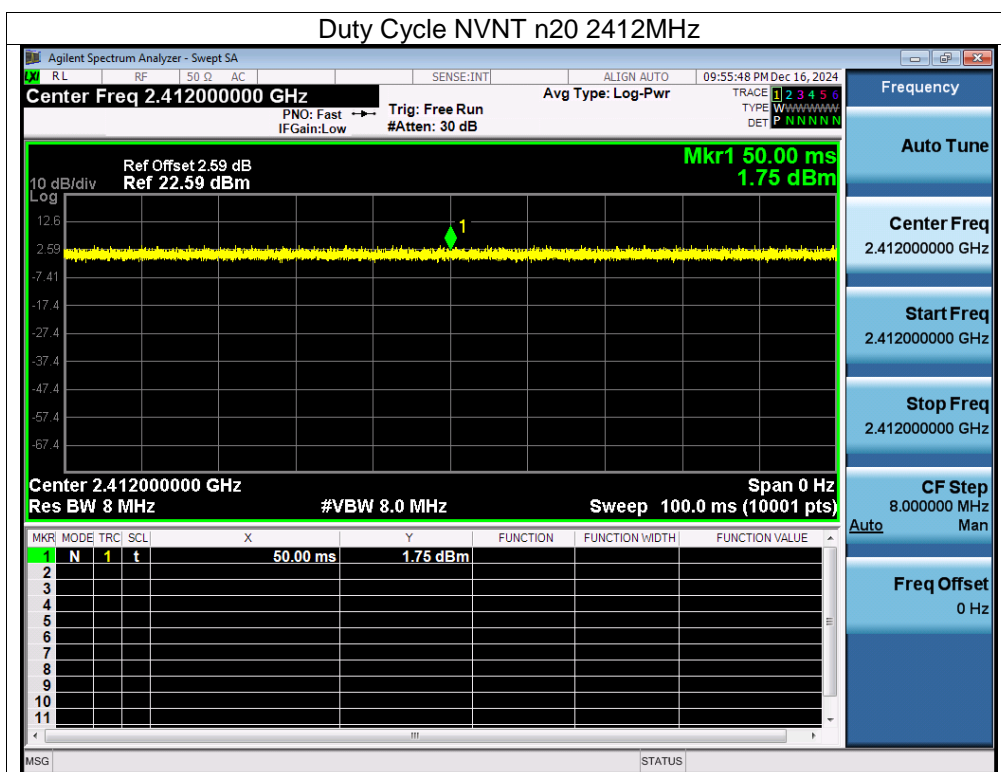 Duty Cycle NVNT n20 2412MHz
Agilent Spectrum Analyzer - Swept SA
LXI RL RF 50 Ω AC SENSE:INT ALIGN AUTO 09:55:48 PM Dec 16, 2024
Center Freq 2.412000000 GHz Avg Type: Log-Pwr TRACE 1 2 3 4 5 6
PNO: Fast Trig: Free Run TYPE WWWWWWW
IFGain:Low #Atten: 30 dB DET P N N N N N
Mkr1 50.00 ms
1.75 dBm
Ref Offset 2.59 dB
10 dB/div Ref 22.59 dBm
Log
1
12.6
2.59
-7.41
-17.4
-27.4
-37.4
-47.4
-57.4
-67.4
Center 2.412000000 GHz Span 0 Hz
Res BW 8 MHz #VBW 8.0 MHz Sweep 100.0 ms (10001 pts)
MKR MODE TRC SCL X Y FUNCTION FUNCTION WIDTH FUNCTION VALUE
1 N 1 t 50.00 ms 1.75 dBm
2
3
4
5
6
7
8
9
10
11
MSG STATUS
Frequency
Auto Tune
Center Freq
2.412000000 GHz
Start Freq
2.412000000 GHz
Stop Freq
2.412000000 GHz
CF Step
8.000000 MHz
Auto Man
Freq Offset
0 Hz